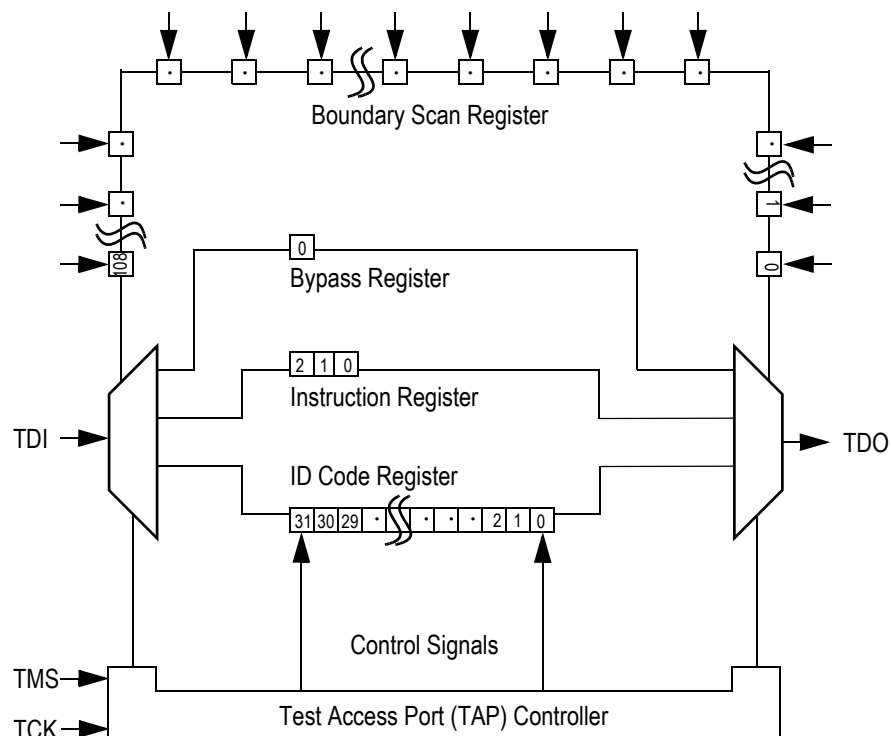 Boundary Scan Register
1
108
0
0
Bypass Register
2 1 0
Instruction Register
TDI
TDO
ID Code Register
31 30 29 · · · · 2 1 0
Control Signals
TMS
Test Access Port (TAP) Controller
TCK